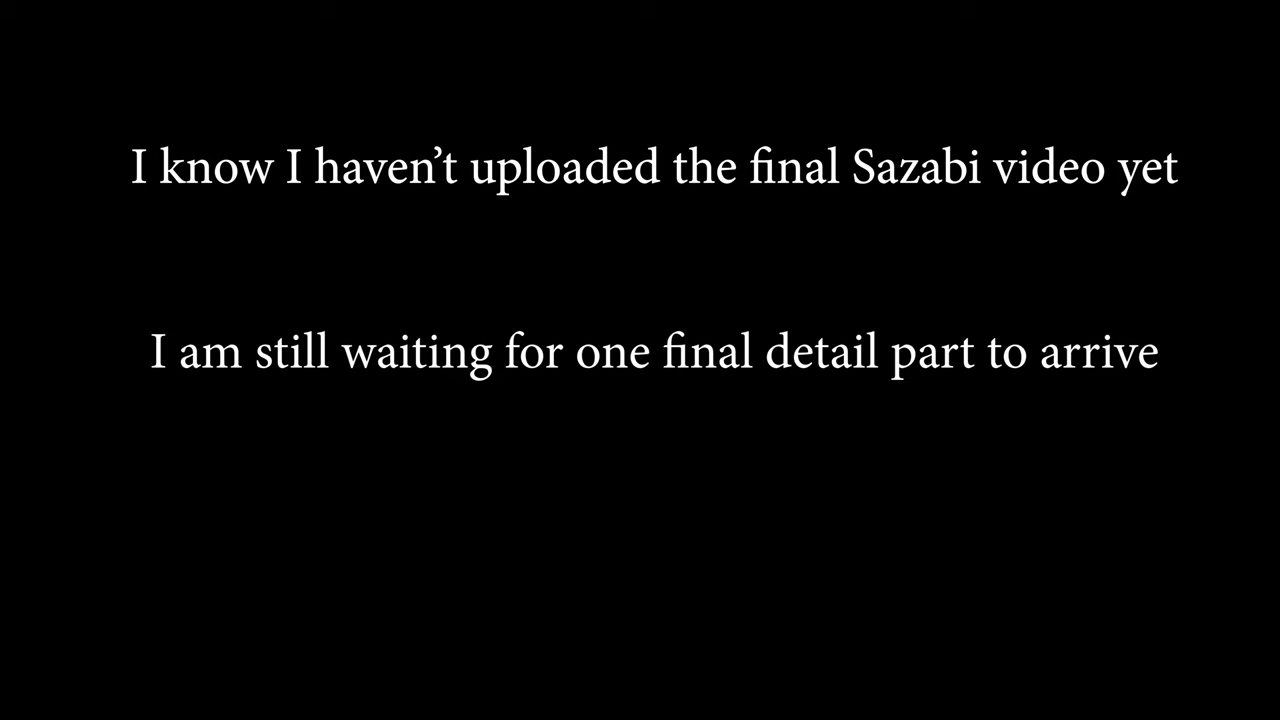 I know I haven’t uploaded the final Sazabi video yet
I am still waiting for one final detail part to arrive